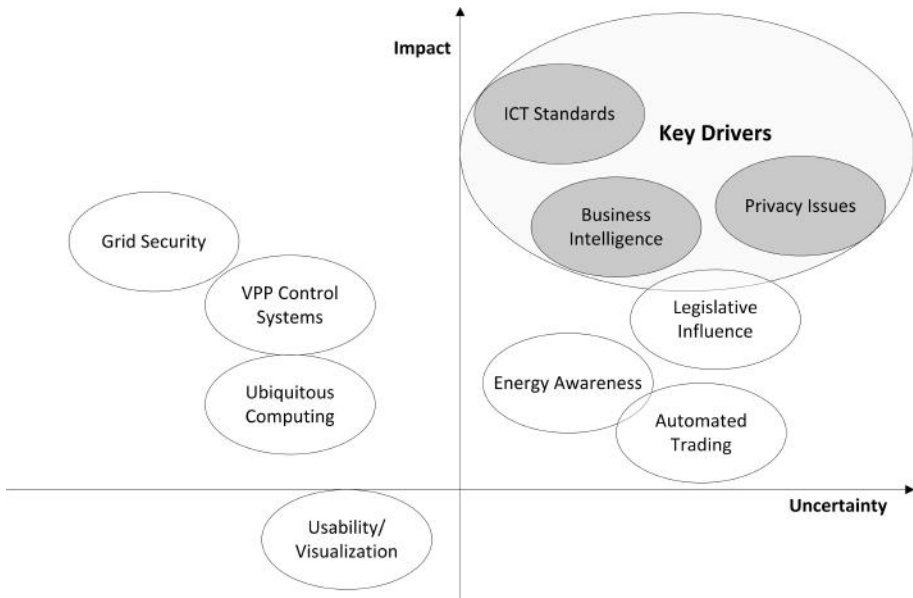 Impact
ICT Standards
Key Drivers
Business
Intelligence
Privacy Issues
Grid Security
VPP Control
Systems
Legislative
Influence
Energy Awareness
Ubiquitous
Computing
Automated
Trading
Uncertainty
Usability/
Visualization